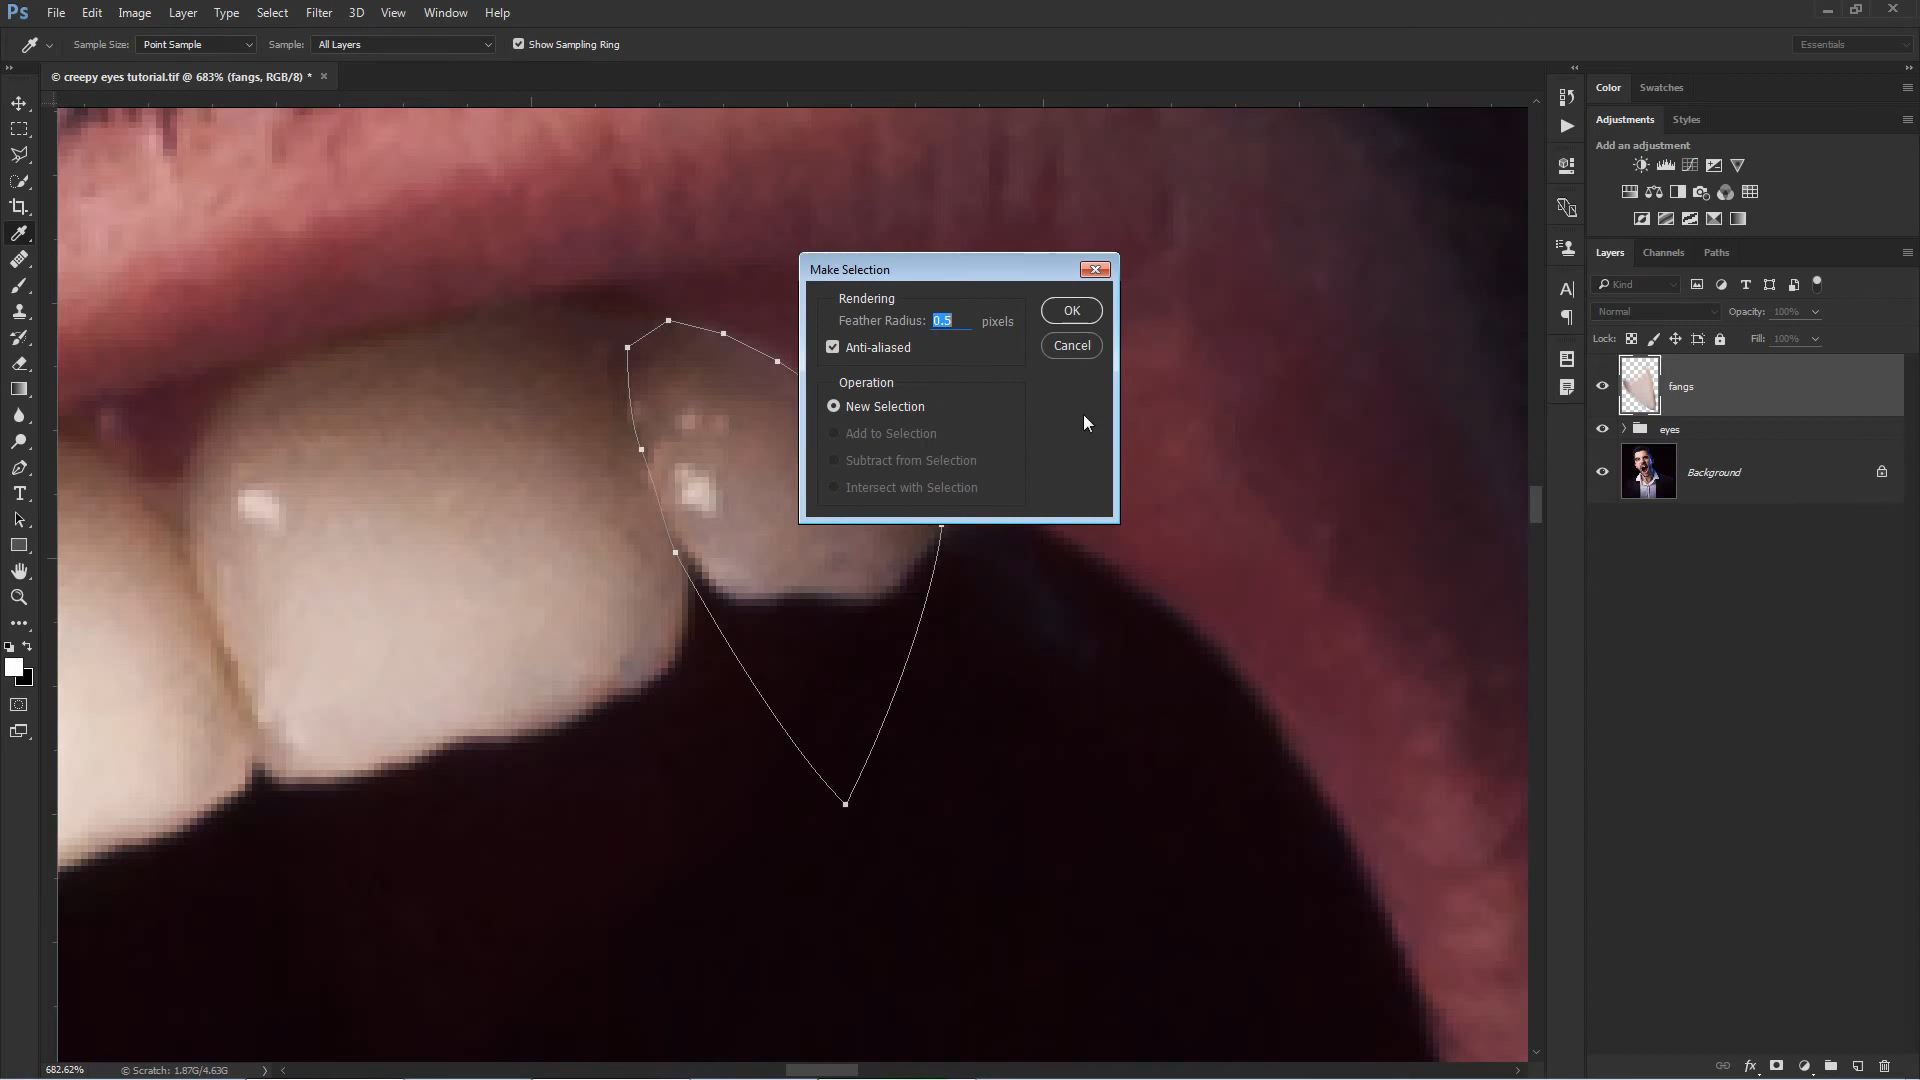 Ps File Edit Image Layer Type Select Filter 3D View Window Help
Sample Size: Point Sample Sample: All Layers Show Sampling Ring Essentials
© creepy eyes tutorial.tif @ 683% (fangs, RGB/8) *
Color Swatches
Adjustments Styles
Add an adjustment
Layers Channels Paths
Kind
Normal Opacity: 100%
Lock: Fill: 100%
fangs
eyes
Background
Make Selection
Rendering
Feather Radius: 0.5 pixels
Anti-aliased
OK
Cancel
Operation
New Selection
Add to Selection
Subtract from Selection
Intersect with Selection
682.62% © Scratch: 1.87G/4.63G